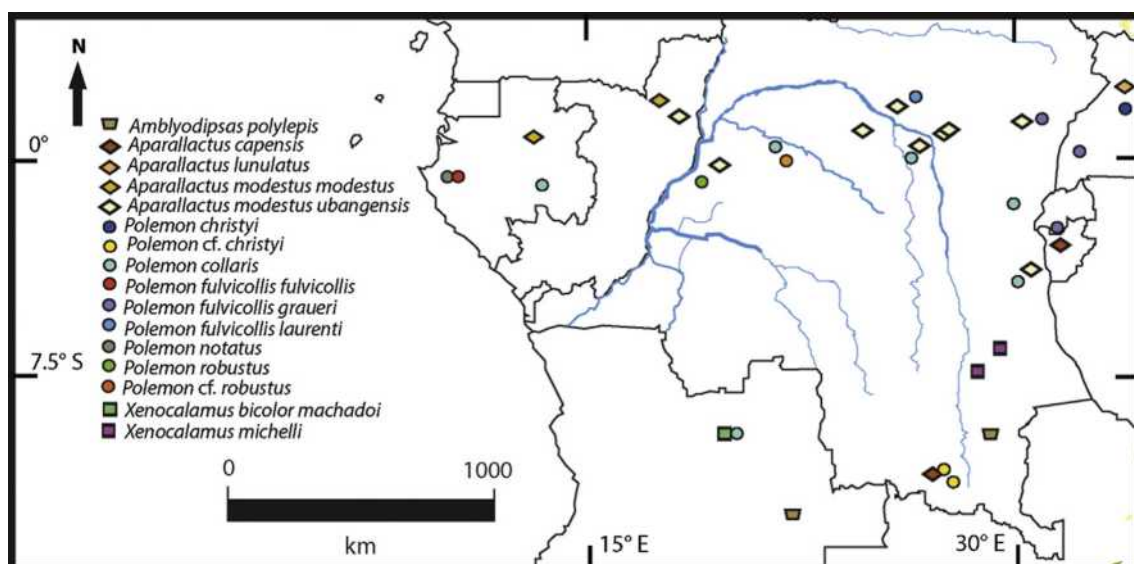 N
0°
Amblyodipsas polylepis
Aparallactus capensis
Aparallactus lunulatus
Aparallactus modestus modestus
Aparallactus modestus ubangensis
Polemon christyi
Polemon cf. christyi
Polemon collaris
Polemon fulvicollis fulvicollis
Polemon fulvicollis graueri
Polemon fulvicollis laurenti
Polemon notatus
Polemon robustus
Polemon cf. robustus
Xenocalamus bicolor machadoi
Xenocalamus michelli
7.5° S
0 1000
km
15° E 30° E